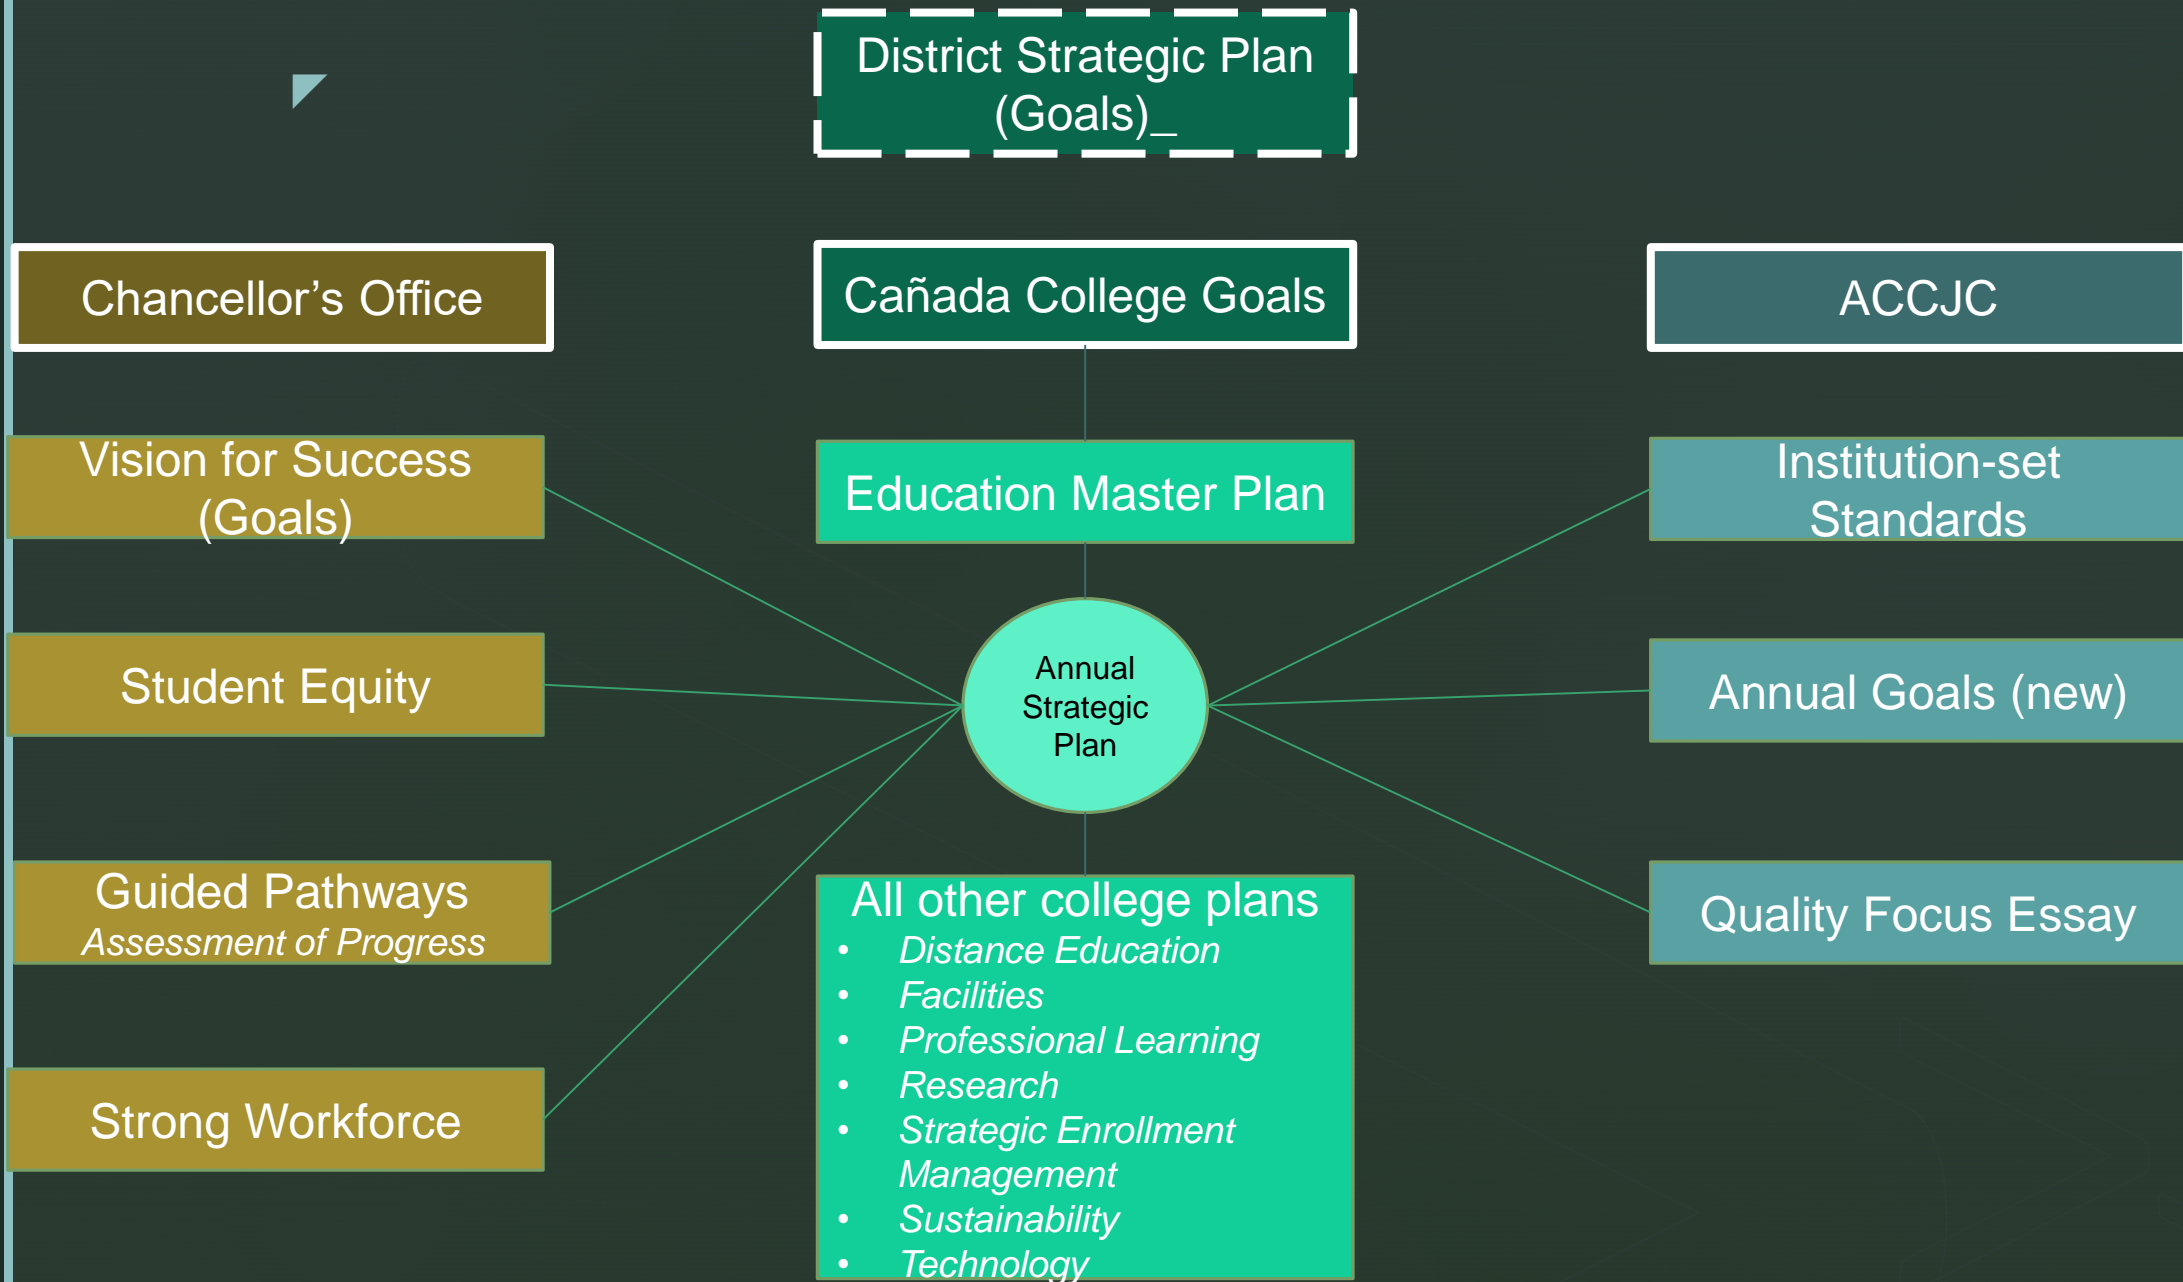 District Strategic Plan
(Goals)_
Chancellor’s Office
Cañada College Goals
ACCJC
Vision for Success
(Goals)
Education Master Plan
Institution-set
Standards
Student Equity
Annual
Strategic
Plan
Annual Goals (new)
Guided Pathways
Assessment of Progress
All other college plans
• Distance Education
• Facilities
• Professional Learning
• Research
• Strategic Enrollment
Management
• Sustainability
• Technology
Quality Focus Essay
Strong Workforce